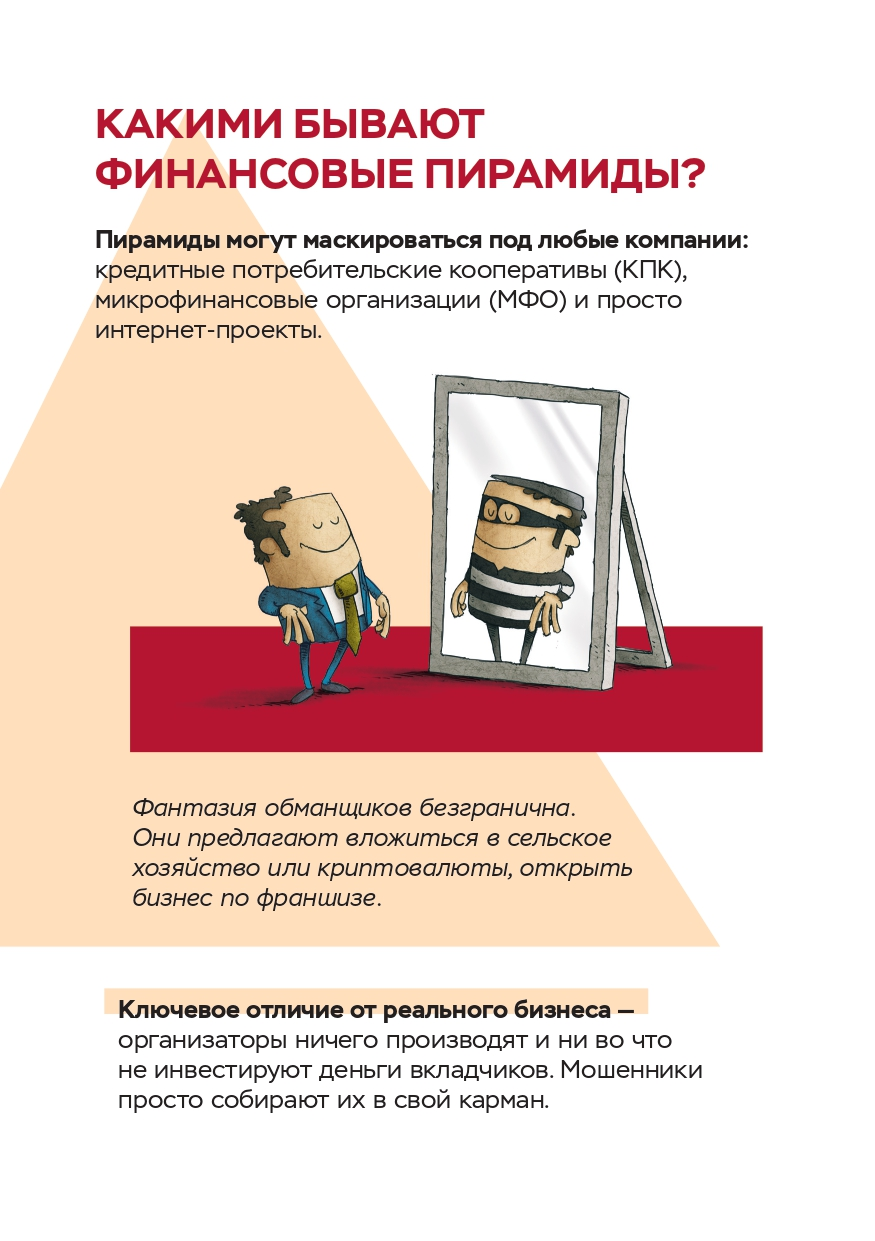 КАКИМИ БЫВАЮТ
ФИНАНСОВЫЕ ПИРАМИДЫ?
Пирамиды могут маскироваться под любые компании:
кредитные потребительские кооперативы (КПК),
микрофинансовые организации (МФО) и просто
интернет-проекты.
Фантазия обманщиков безгранична.
Они предлагают вложиться в сельское
хозяйство или криптовалюты, открыть
бизнес по франшизе.
Ключевое отличие от реального бизнеса —
организаторы ничего производят и ни во что
не инвестируют деньги вкладчиков. Мошенники
просто собирают их в свой карман.